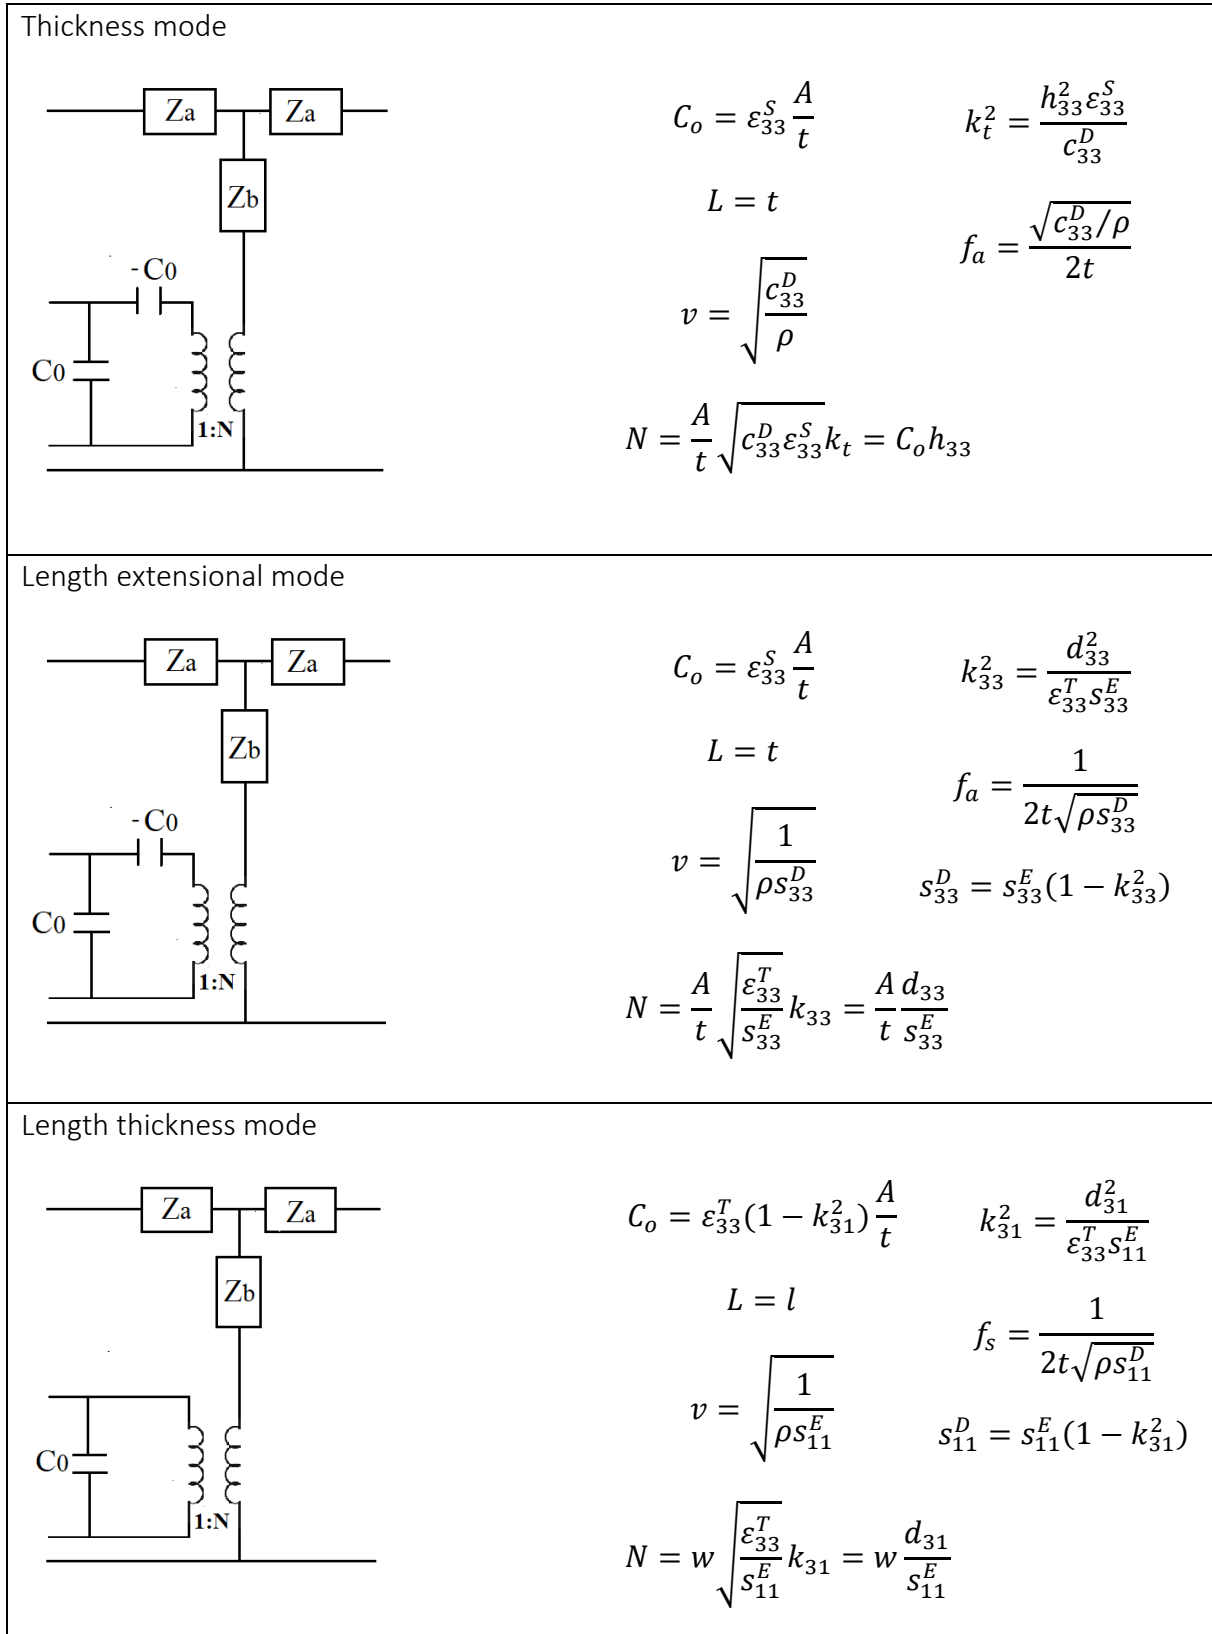 Thickness mode
Za Za
Zb
-C0
C0
1:N
C_o = ε_33^S A/t
k_t^2 = h_33^2 ε_33^S / c_33^D
L = t
f_a = √(c_33^D/ρ) / 2t
v = √(c_33^D / ρ)
N = A/t √(c_33^D ε_33^S) k_t = C_o h_33
Length extensional mode
Za Za
Zb
-C0
C0
1:N
C_o = ε_33^S A/t
k_33^2 = d_33^2 / ε_33^T s_33^E
L = t
f_a = 1 / 2t√(ρs_33^D)
v = √(1 / ρs_33^D)
s_33^D = s_33^E(1 − k_33^2)
N = A/t √(ε_33^T / s_33^E) k_33 = A/t d_33/s_33^E
Length thickness mode
Za Za
Zb
C0
1:N
C_o = ε_33^T(1 − k_31^2) A/t
k_31^2 = d_31^2 / ε_33^T s_11^E
L = l
f_s = 1 / 2t√(ρs_11^D)
v = √(1 / ρs_11^E)
s_11^D = s_11^E(1 − k_31^2)
N = w √(ε_33^T / s_11^E) k_31 = w d_31/s_11^E